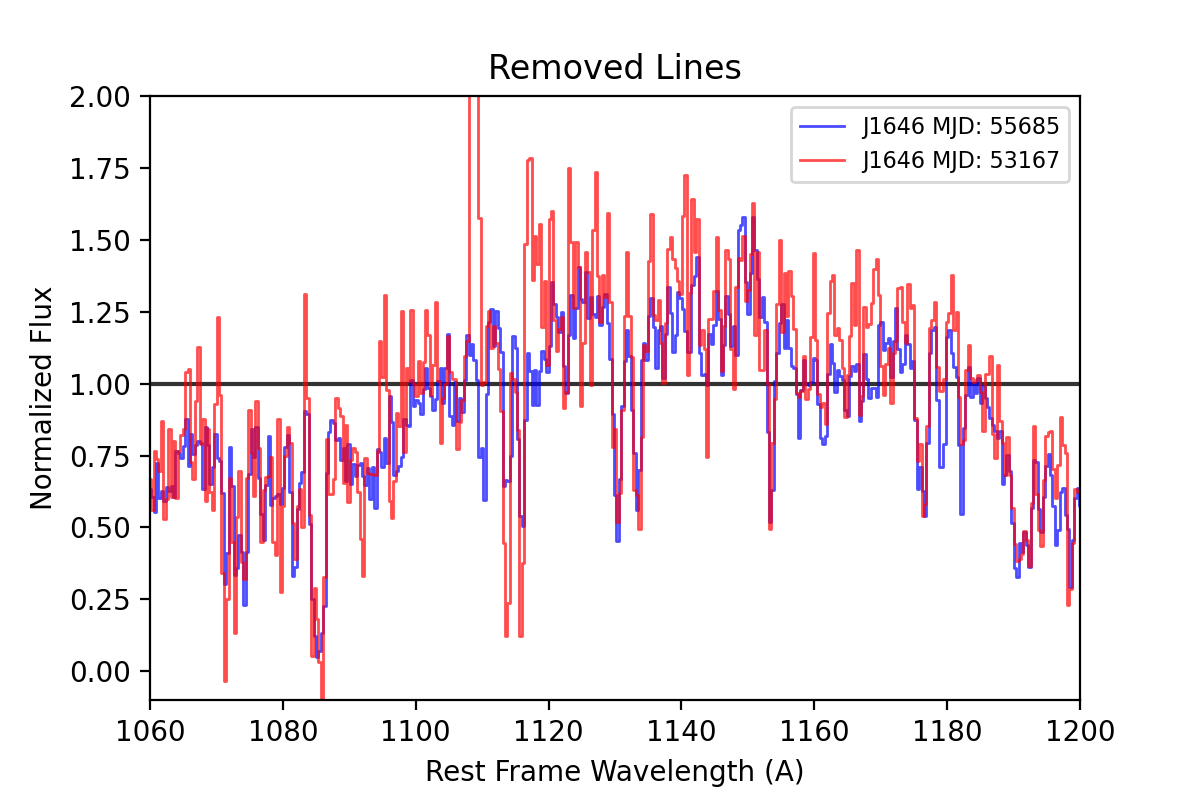 Removed Lines
J1646 MJD: 55685
J1646 MJD: 53167
Normalized Flux
2.00
1.75
1.50
1.25
1.00
0.75
0.50
0.25
0.00
1060 1080 1100 1120 1140 1160 1180 1200
Rest Frame Wavelength (A)